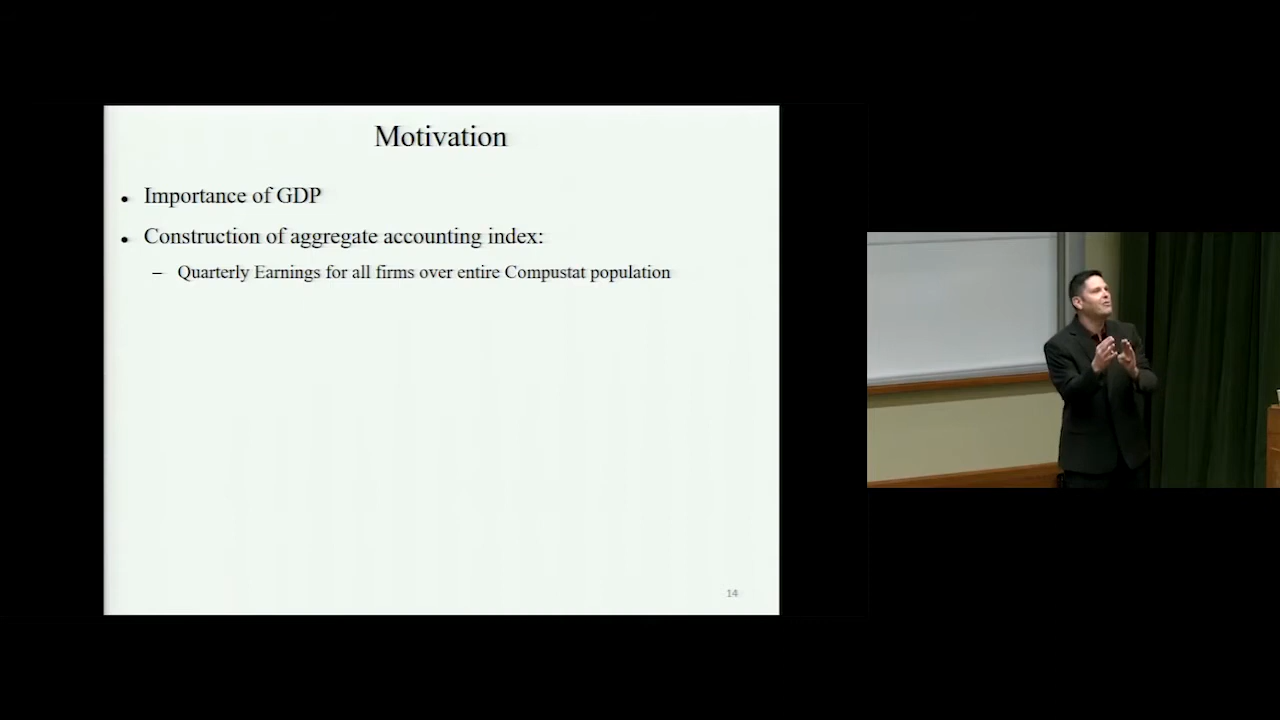 Motivation
• Importance of GDP
• Construction of aggregate accounting index:
– Quarterly Earnings for all firms over entire Compustat population
14